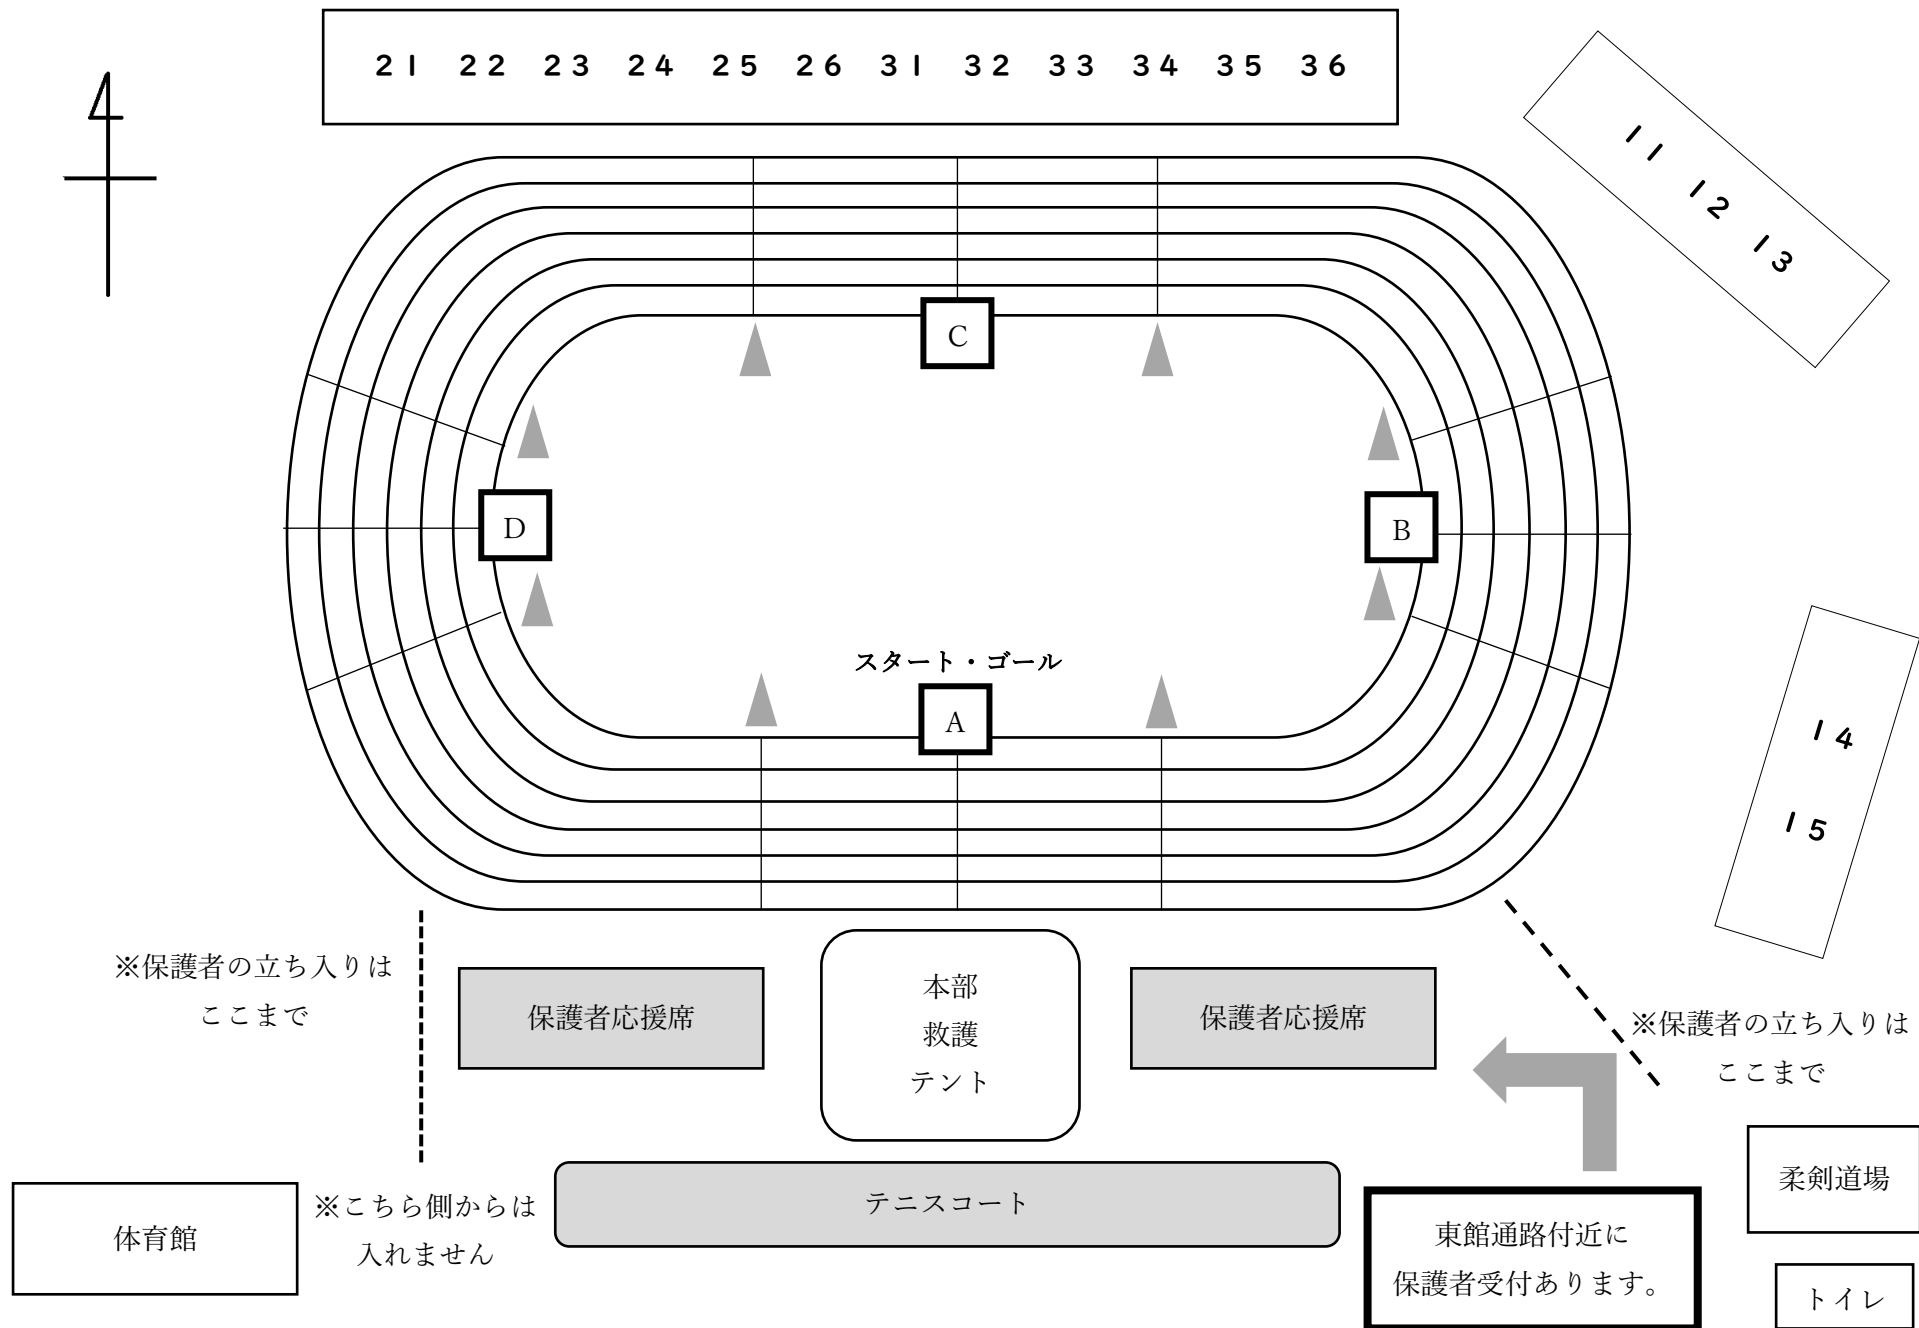 21 22 23 24 25 26 31 32 33 34 35 36
11 12 13
C
D
B
スタート・ゴール
A
14
15
※保護者の立ち入りは
ここまで
保護者応援席
本部
救護
テント
保護者応援席
※保護者の立ち入りは
ここまで
体育館
※こちら側からは
入れません
テニスコート
東館通路付近に
保護者受付あります。
柔剣道場
トイレ